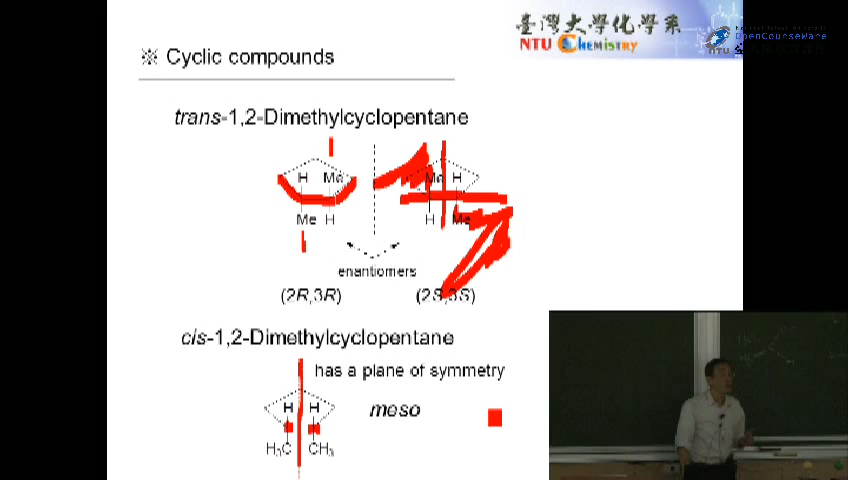 臺灣大學化學系
NTU Chemistry
OpenCourseWare
※ Cyclic compounds
trans-1,2-Dimethylcyclopentane
H Me Me H
Me H H Me
enantiomers
(2R,3R) (2S,3S)
cis-1,2-Dimethylcyclopentane
has a plane of symmetry
H H
meso
H₃C CH₃